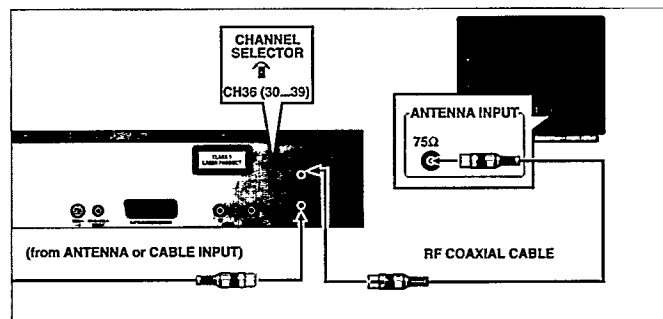 CHANNEL
SELECTOR
CH36 (30...39)
ANTENNA INPUT
75Ω
CLASS 1
LASER PRODUCT
(from ANTENNA or CABLE INPUT)
RF COAXIAL CABLE